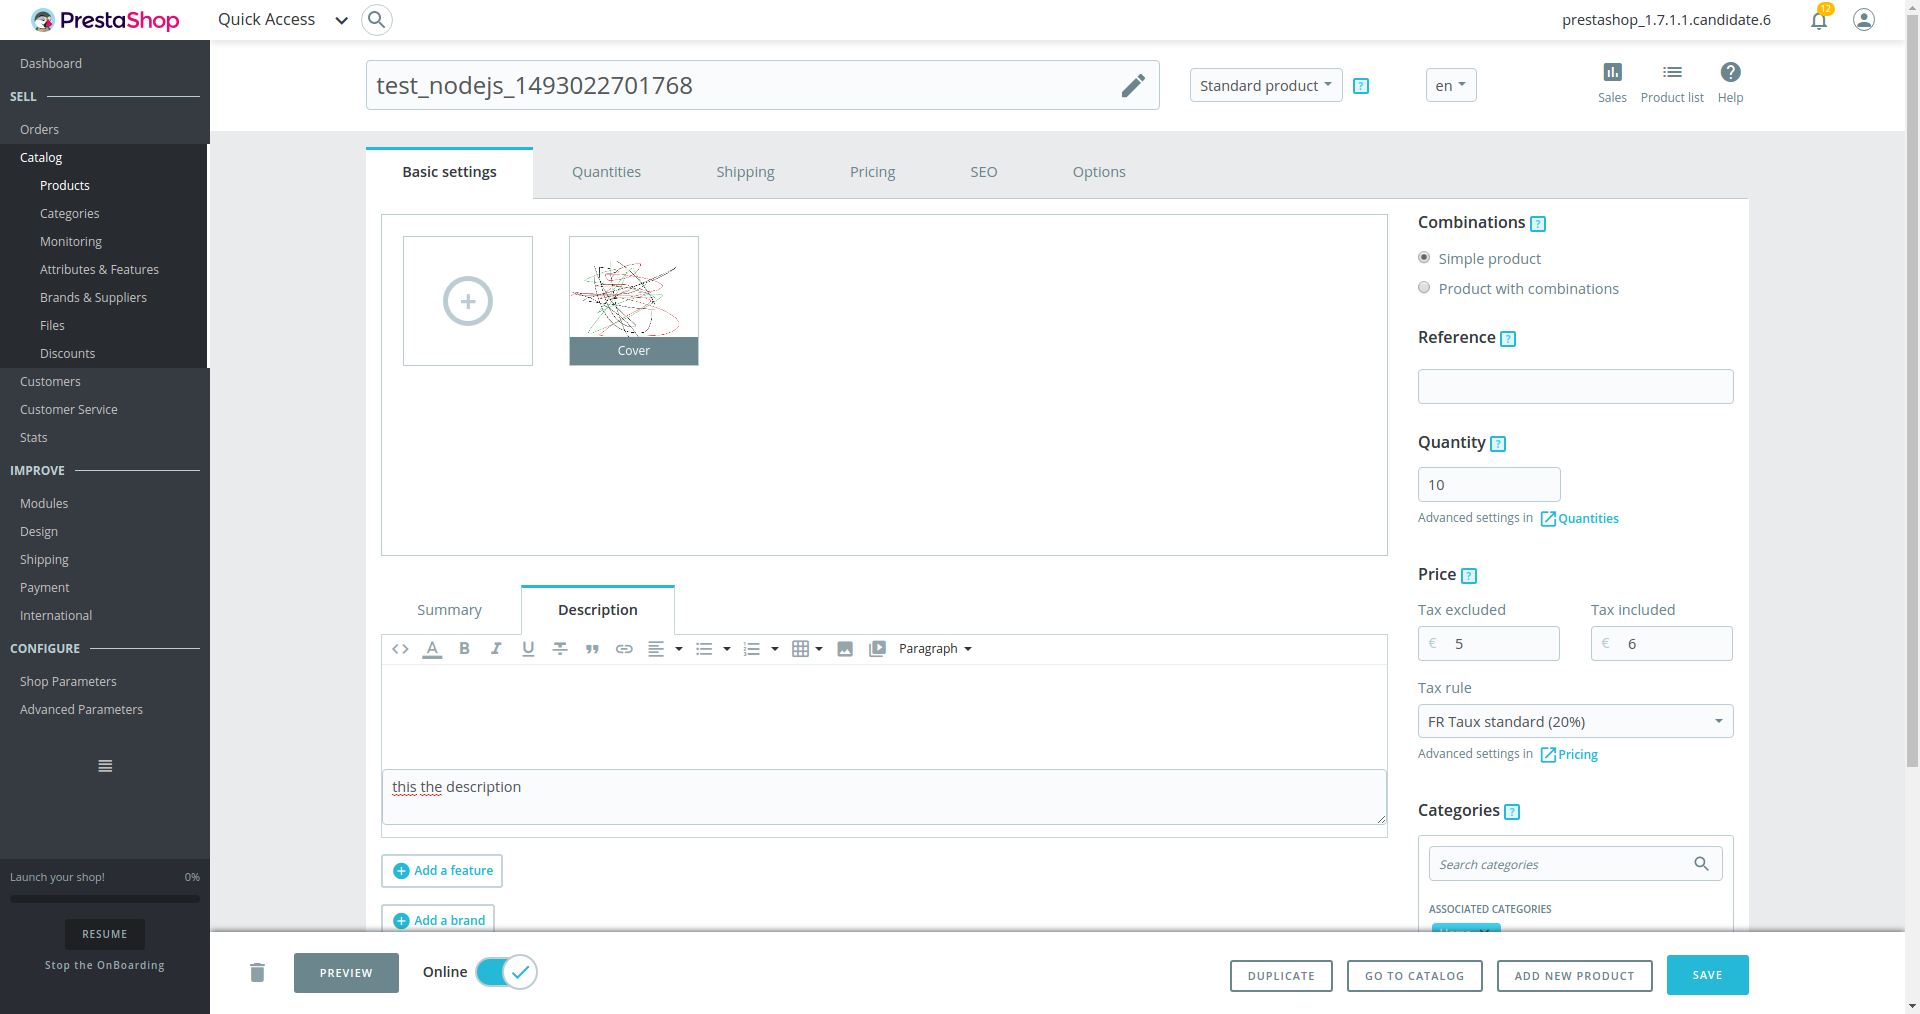 PrestaShop
Quick Access
prestashop_1.7.1.1.candidate.6
12
Dashboard
SELL
Orders
Catalog
Products
Categories
Monitoring
Attributes & Features
Brands & Suppliers
Files
Discounts
Customers
Customer Service
Stats
IMPROVE
Modules
Design
Shipping
Payment
International
CONFIGURE
Shop Parameters
Advanced Parameters
Launch your shop! 0%
RESUME
Stop the OnBoarding
test_nodejs_1493022701768
Standard product
?
en
Sales
Product list
Help
Basic settings
Quantities
Shipping
Pricing
SEO
Options
Cover
Summary
Description
Paragraph
this the description
Add a feature
Add a brand
Combinations ?
Simple product
Product with combinations
Reference ?
Quantity ?
10
Advanced settings in Quantities
Price ?
Tax excluded
Tax included
€ 5
€ 6
Tax rule
FR Taux standard (20%)
Advanced settings in Pricing
Categories ?
Search categories
ASSOCIATED CATEGORIES
PREVIEW
Online
DUPLICATE
GO TO CATALOG
ADD NEW PRODUCT
SAVE